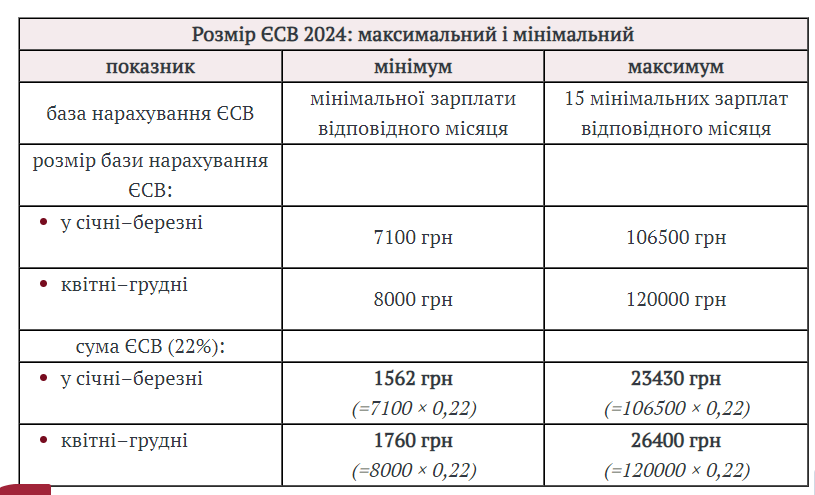 Розмір ЄСВ 2024: максимальний і мінімальний
показник
мінімум
максимум
база нарахування ЄСВ
мінімальної зарплати
відповідного місяця
15 мінімальних зарплат
відповідного місяця
розмір бази нарахування
ЄСВ:
• у січні–березні
7100 грн
106500 грн
• квітні–грудні
8000 грн
120000 грн
сума ЄСВ (22%):
• у січні–березні
1562 грн
(=7100 × 0,22)
23430 грн
(=106500 × 0,22)
• квітні–грудні
1760 грн
(=8000 × 0,22)
26400 грн
(=120000 × 0,22)